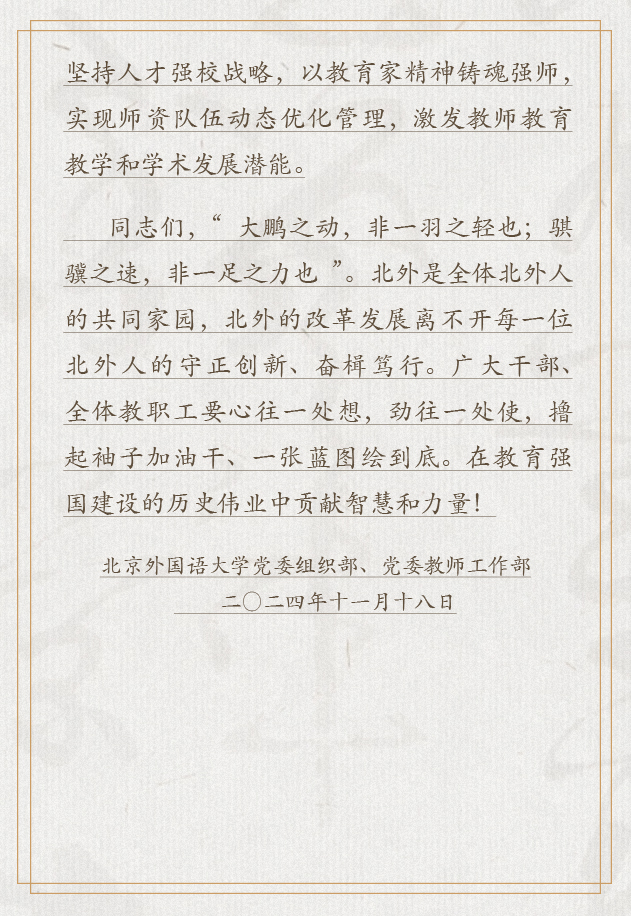 坚持人才强校战略，以教育家精神铸魂强师，
实现师资队伍动态优化管理，激发教师教育
教学和学术发展潜能。
同志们，“大鹏之动，非一羽之轻也；骐
骥之速，非一足之力也”。北外是全体北外人
的共同家园，北外的改革发展离不开每一位
北外人的守正创新、奋楫笃行。广大干部、
全体教职工要心往一处想，劲往一处使，撸
起袖子加油干、一张蓝图绘到底。在教育强
国建设的历史伟业中贡献智慧和力量！
北京外国语大学党委组织部、党委教师工作部
二〇二四年十一月十八日